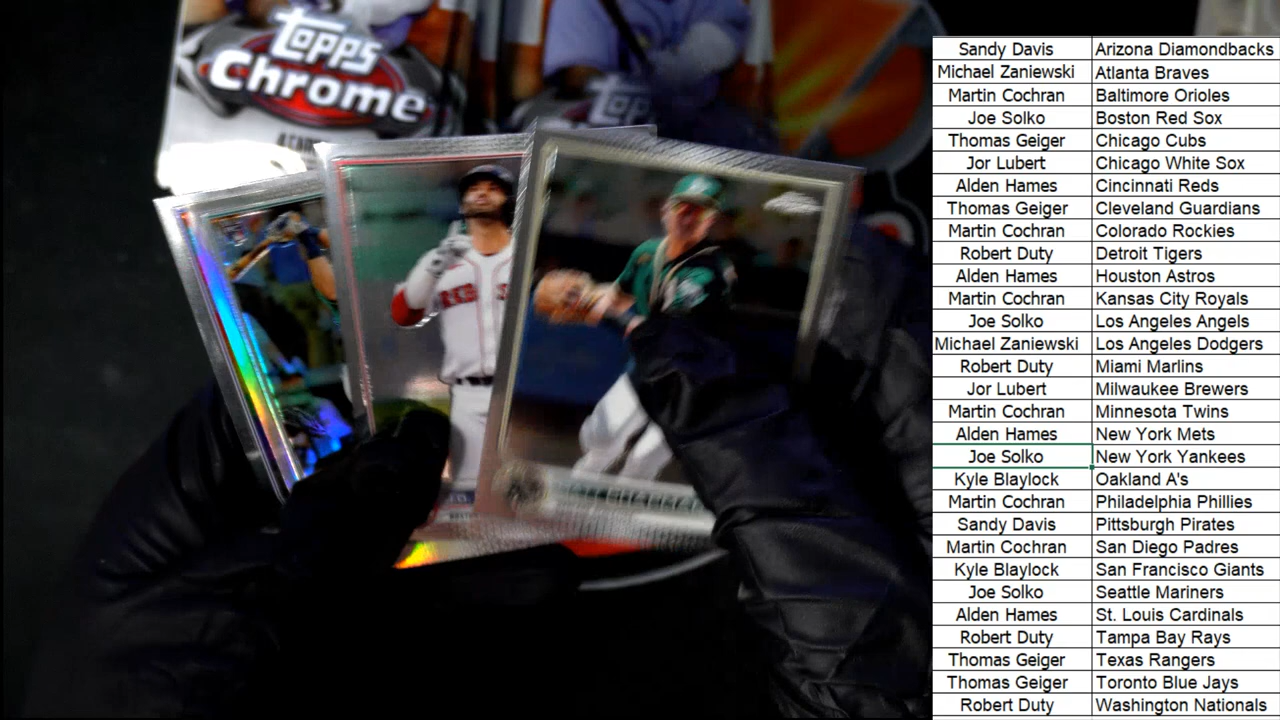 Topps
Chrome
Topps
RED S
Sandy Davis Arizona Diamondbacks
Michael Zaniewski Atlanta Braves
Martin Cochran Baltimore Orioles
Joe Solko Boston Red Sox
Thomas Geiger Chicago Cubs
Jor Lubert Chicago White Sox
Alden Hames Cincinnati Reds
Thomas Geiger Cleveland Guardians
Martin Cochran Colorado Rockies
Robert Duty Detroit Tigers
Alden Hames Houston Astros
Martin Cochran Kansas City Royals
Joe Solko Los Angeles Angels
Michael Zaniewski Los Angeles Dodgers
Robert Duty Miami Marlins
Jor Lubert Milwaukee Brewers
Martin Cochran Minnesota Twins
Alden Hames New York Mets
Joe Solko New York Yankees
Kyle Blaylock Oakland A's
Martin Cochran Philadelphia Phillies
Sandy Davis Pittsburgh Pirates
Martin Cochran San Diego Padres
Kyle Blaylock San Francisco Giants
Joe Solko Seattle Mariners
Alden Hames St. Louis Cardinals
Robert Duty Tampa Bay Rays
Thomas Geiger Texas Rangers
Thomas Geiger Toronto Blue Jays
Robert Duty Washington Nationals